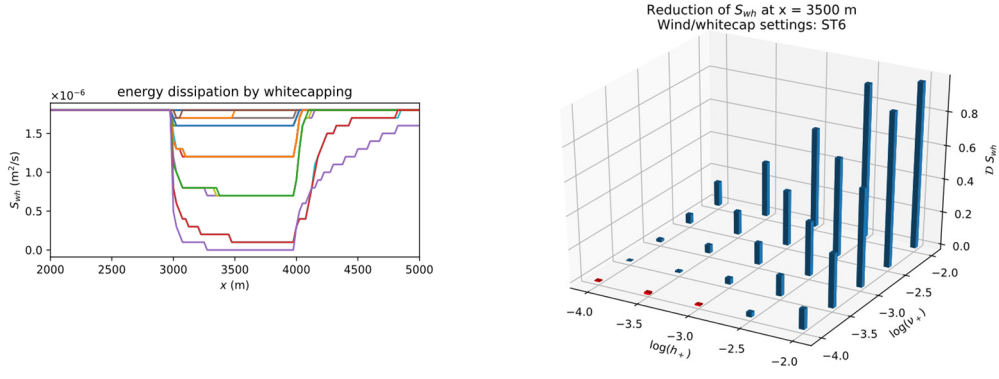 energy dissipation by whitecapping
×10⁻⁶
1.5
1.0
0.5
0.0
S_wh (m²/s)
2000 2500 3000 3500 4000 4500 5000
x (m)
Reduction of S_wh at x = 3500 m
Wind/whitecap settings: ST6
0.8
0.6
0.4
0.2
0.0
D S_wh
−4.0 −3.5 −3.0 −2.5 −2.0
log(h₊)
−4.0 −3.5 −3.0 −2.5 −2.0
log(ν₊)